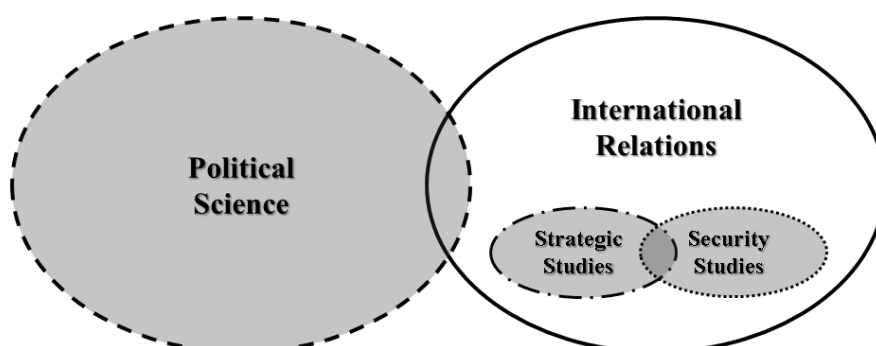 Political
Science
International
Relations
Strategic
Studies
Security
Studies